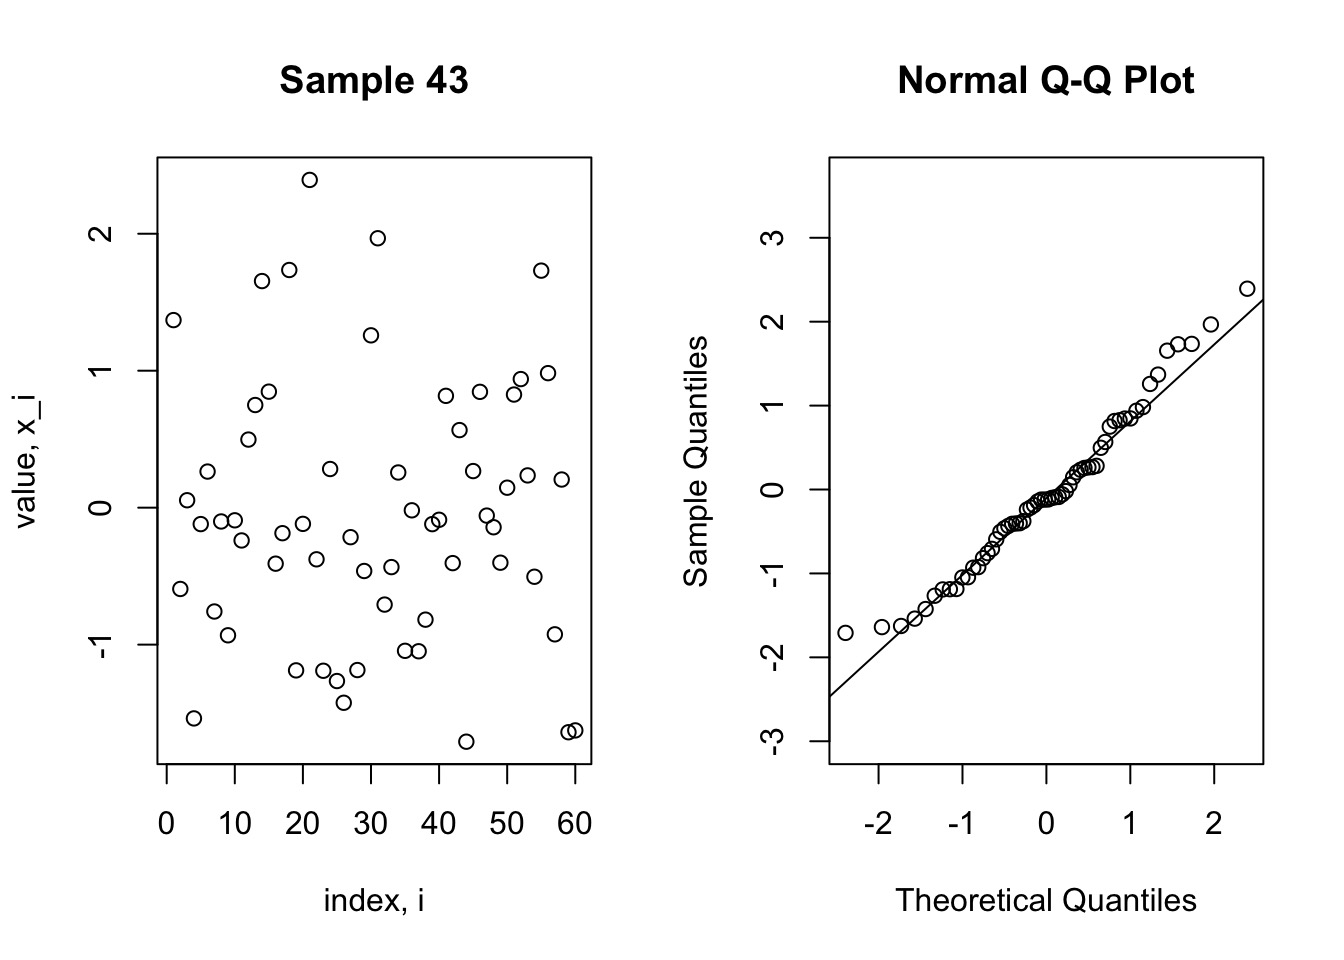 Sample 43
value, x_i
2
1
0
-1
0 10 20 30 40 50 60
index, i
Normal Q-Q Plot
Sample Quantiles
3
2
1
0
-1
-2
-3
-2 -1 0 1 2
Theoretical Quantiles